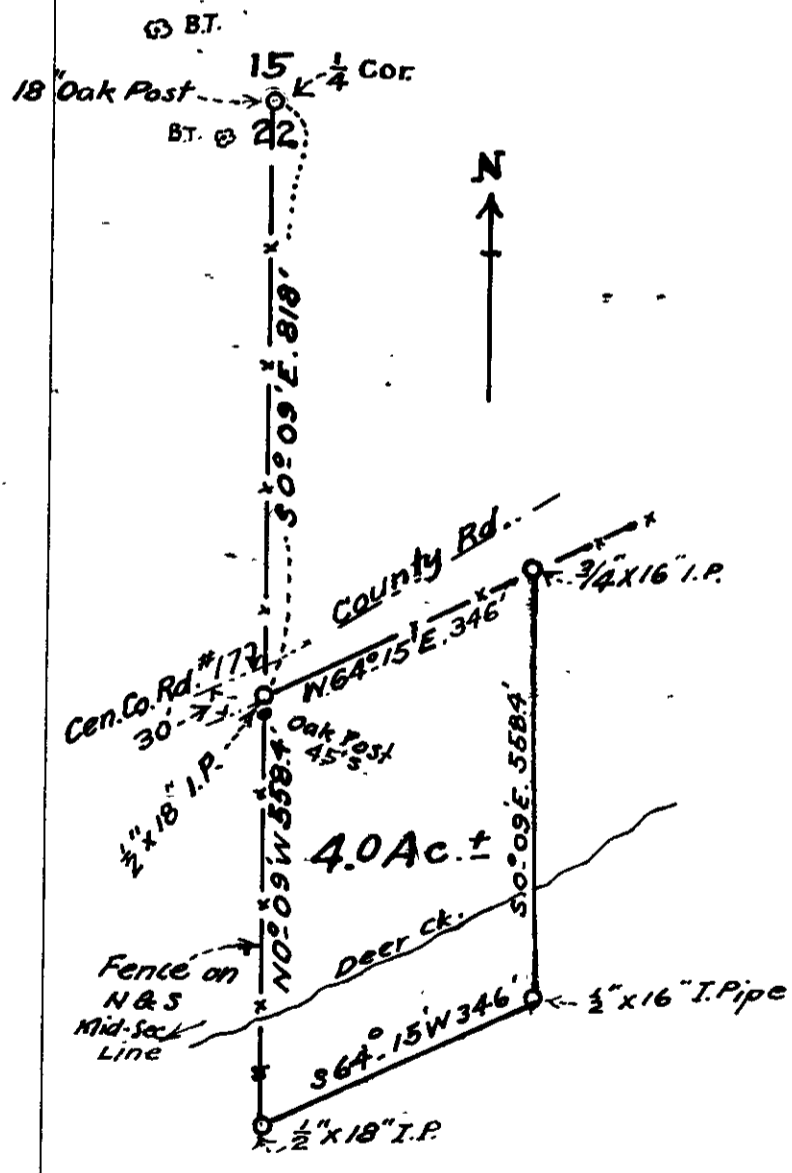 B.T.
15
1/4 Cor.
18" Oak Post
B.T.
22
N
S 0° 09' E. 818'
County Rd.
3/4" X 16" I.P.
Cen. Co. Rd. #177
W. 64° 15' E. 346'
30'
Oak Post
45's
1/2" x 18" I.P.
N 0° 09' W 558.4'
S 0° 09' E. 558.4'
4.0 Ac. ±
Deer Ck.
Fence on
N & S
Mid-Sec
Line
1/2" x 16" I. Pipe
S 64° 15' W 346'
1/2" x 18" I.P.